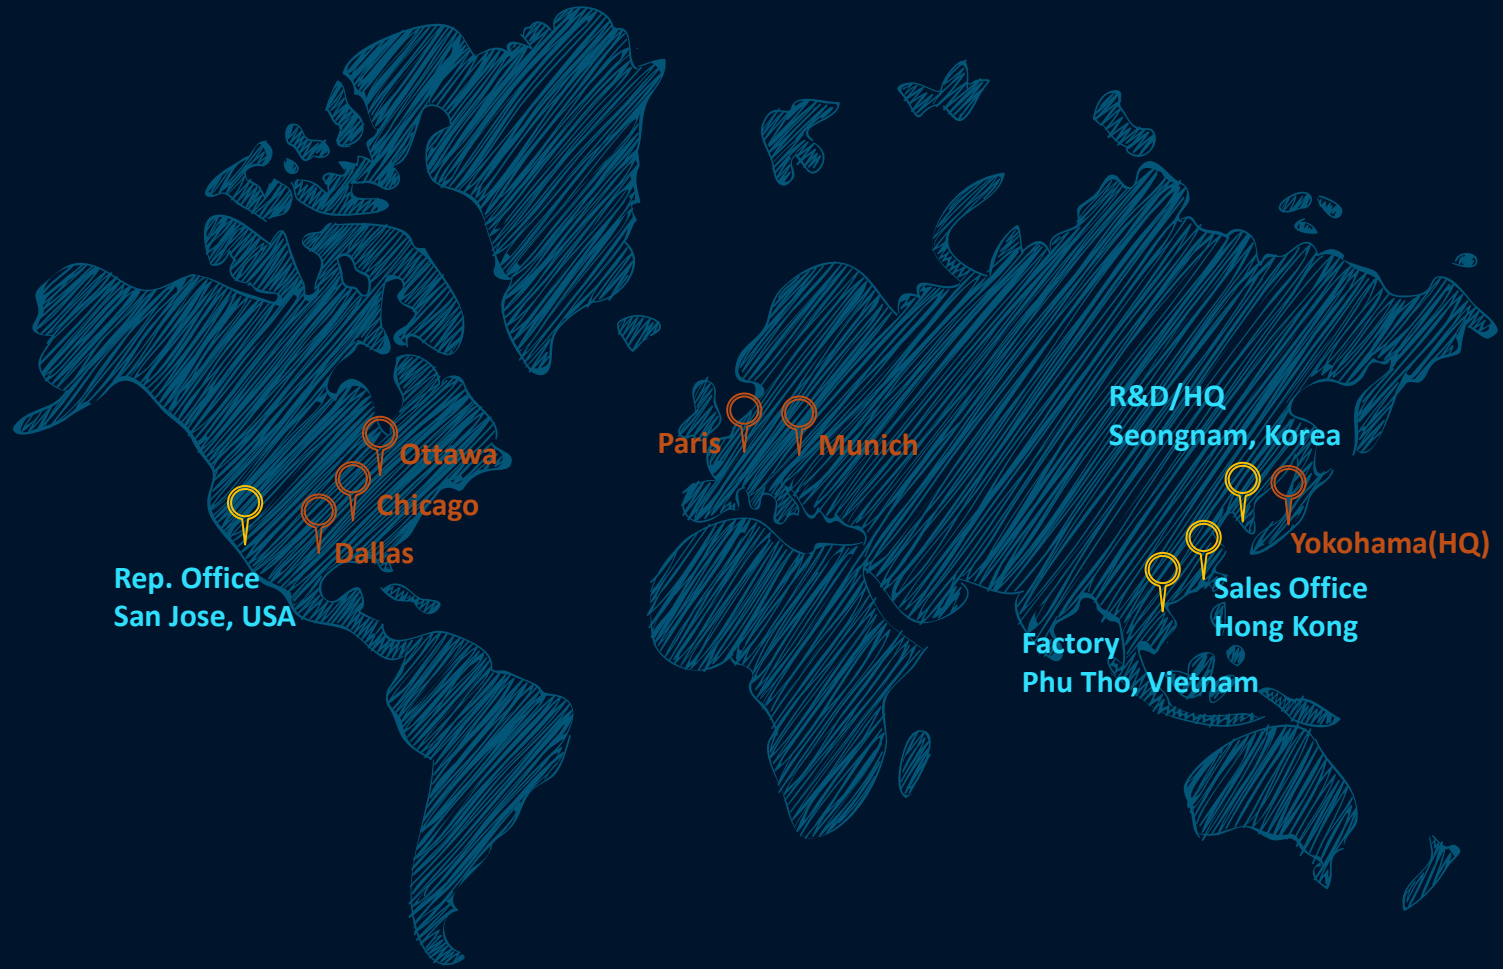 R&D/HQ
Seongnam, Korea
Ottawa
Paris
Munich
Chicago
Dallas
Yokohama(HQ)
Rep. Office
San Jose, USA
Sales Office
Hong Kong
Factory
Phu Tho, Vietnam